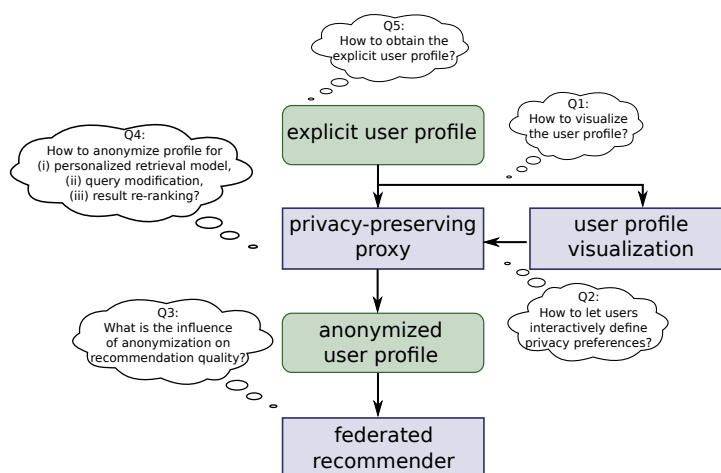 Q5:
How to obtain the
explicit user profile?
explicit user profile
Q1:
How to visualize
the user profile?
Q4:
How to anonymize profile for
(i) personalized retrieval model,
(ii) query modification,
(iii) result re-ranking?
privacy-preserving
proxy
user profile
visualization
Q2:
How to let users
interactively define
privacy preferences?
Q3:
What is the influence
of anonymization on
recommendation quality?
anonymized
user profile
federated
recommender